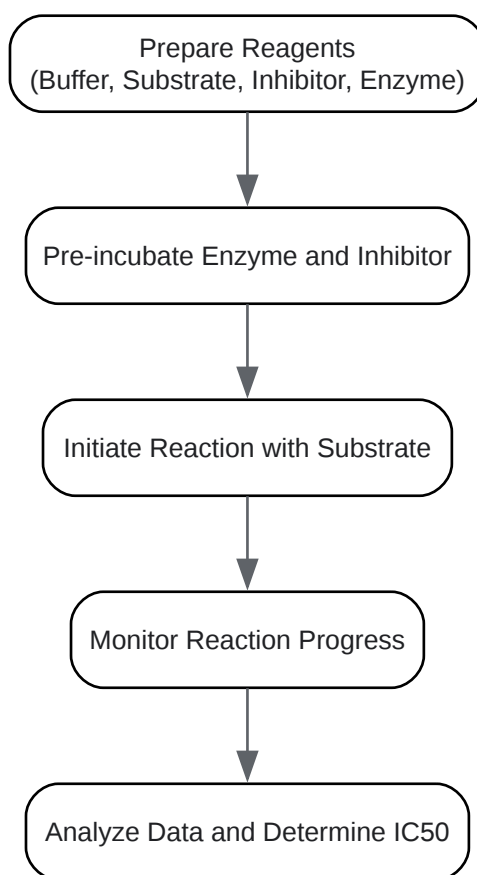 Prepare Reagents
(Buffer, Substrate, Inhibitor, Enzyme)
Pre-incubate Enzyme and Inhibitor
Initiate Reaction with Substrate
Monitor Reaction Progress
Analyze Data and Determine IC50